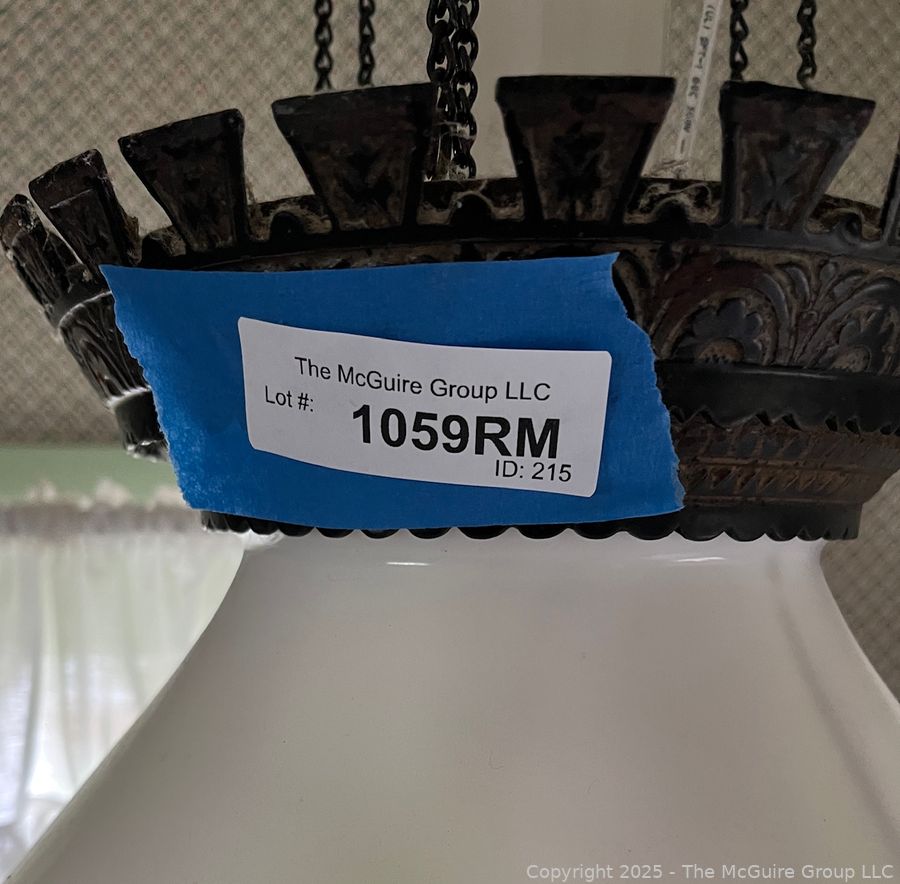 The McGuire Group LLC
Lot #:
1059RM
ID: 215
Copyright 2025 - The McGuire Group LLC